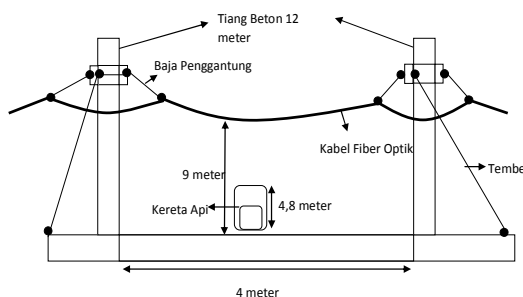 Tiang Beton 12
meter
Baja Penggantung
Kabel Fiber Optik
9 meter
Tembe
Kereta Api
4,8 meter
4 meter